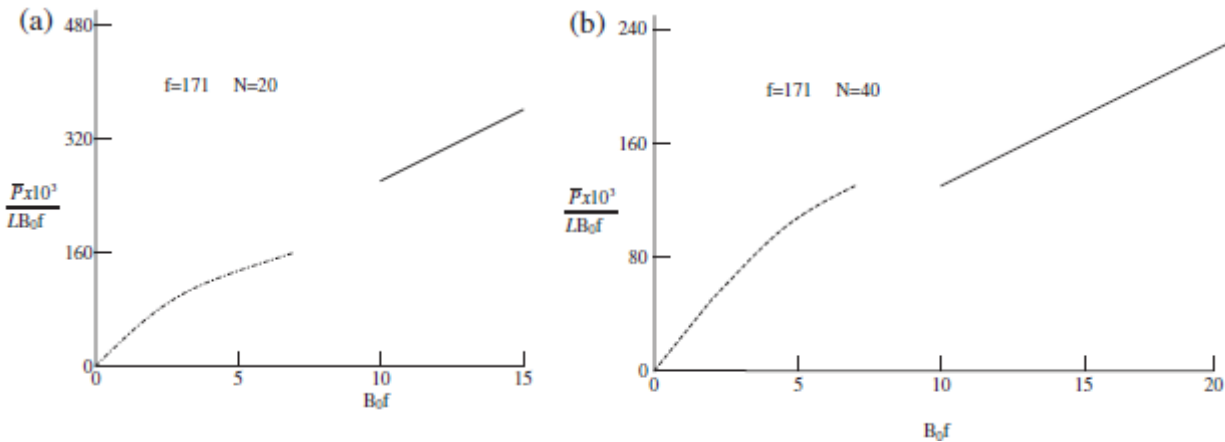 (a)
480
f=171 N=20
320
P̅x10³
LB₀f
160
0
0 5 10 15
B₀f
(b)
240
f=171 N=40
160
P̅x10³
LB₀f
80
0
0 5 10 15 20
B₀f